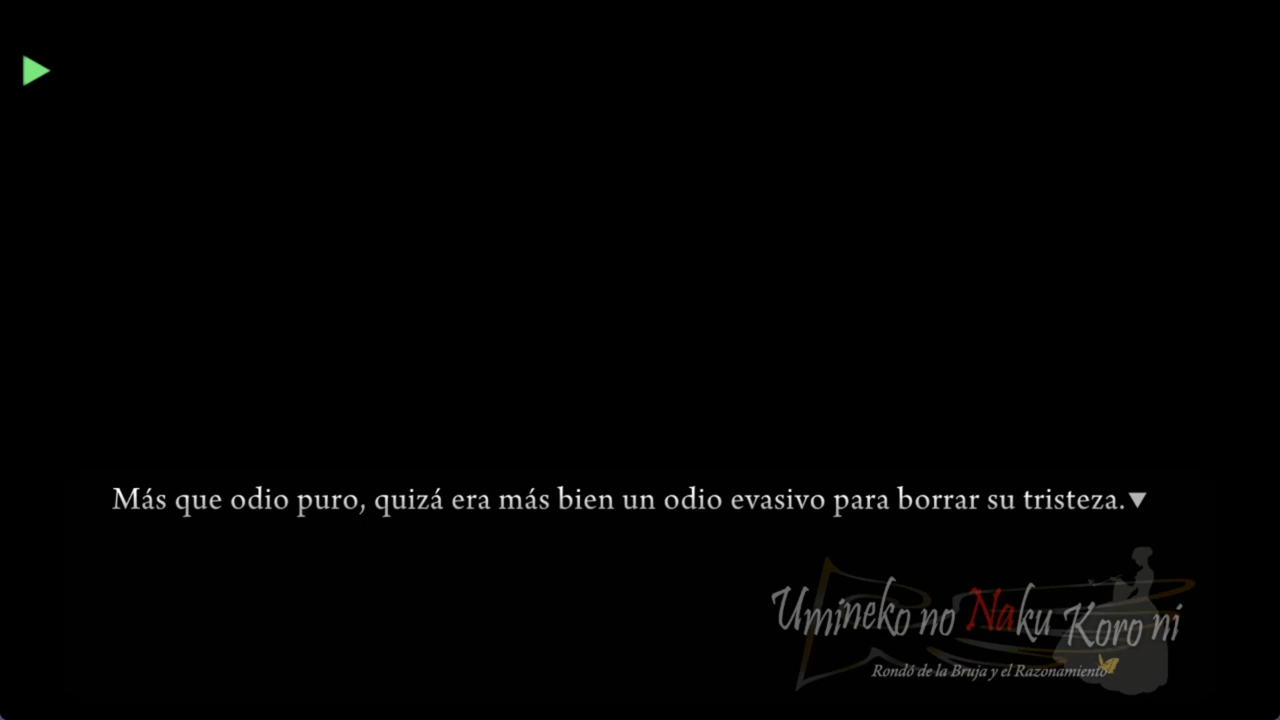 Más que odio puro, quizá era más bien un odio evasivo para borrar su tristeza.
Umineko no Naku Koro ni
Rondó de la Bruja y el Razonamiento